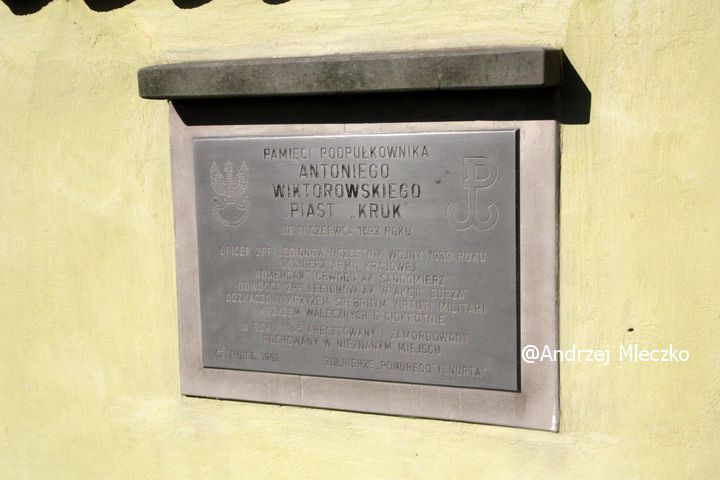 PAMIĘCI PODPUŁKOWNIKA
ANTONIEGO
WIKTOROWSKIEGO
„PIAST „KRUK"
UR. 11 CZERWCA 1893 ROKU
OFICER 2PP LEGIONÓW UCZESTNIK WOJNY 1939 ROKU
ŻOŁNIERZ ARMII KRAJOWEJ
KOMENDANT OBWODU AK SANDOMIERZ
DOWÓDCA 2PP LEGIONÓW AK W AKCJI „BURZA"
ODZNACZONY KRZYŻEM SREBRNYM VIRTUTI MILITARI
KRZYŻEM WALECZNYCH 6-CIOKROTNIE
W ROKU 1945 ARESZTOWANY I ZAMORDOWANY
POCHOWANY W NIEZNANYM MIEJSCU
CZERWIEC 1992 ŻOŁNIERZE „PONUREGO I „NURTA"
@Andrzej Mleczko